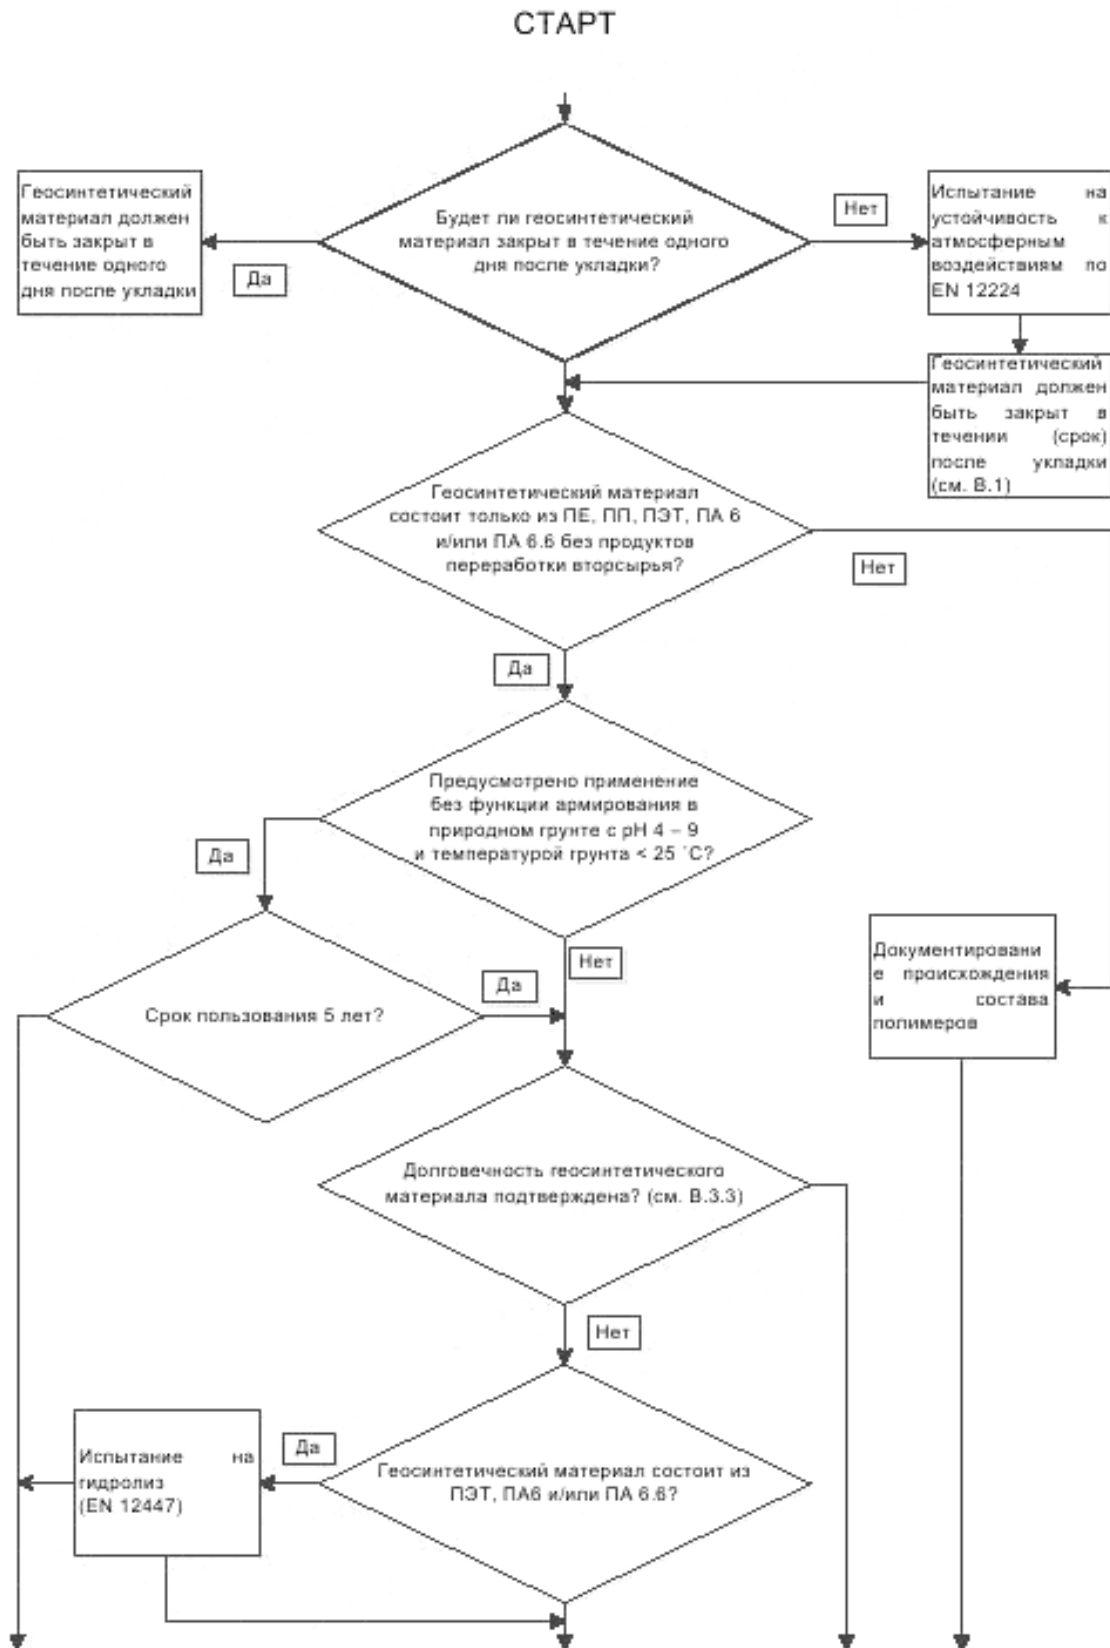 СТАРТ
Геосинтетический
материал должен
быть закрыт в
течение одного
дня после укладки
Да
Будет ли геосинтетический
материал закрыт в течение одного
дня после укладки?
Нет
Испытание на
устойчивость к
атмосферным
воздействиям по
EN 12224
Геосинтетический
материал должен
быть закрыт в
течении (срок)
после укладки
(см. В.1)
Геосинтетический материал
состоит только из ПЕ, ПП, ПЭТ, ПА 6
и/или ПА 6.6 без продуктов
переработки вторсырья?
Нет
Да
Предусмотрено применение
без функции армирования в
природном грунте с pH 4 – 9
и температурой грунта < 25 ˚С?
Да
Нет
Документировани
е происхождения
и состава
полимеров
Срок пользования 5 лет?
Да
Долговечность геосинтетического
материала подтверждена? (см. В.3.3)
Нет
Испытание на
гидролиз
(EN 12447)
Да
Геосинтетический материал состоит из
ПЭТ, ПА6 и/или ПА 6.6?